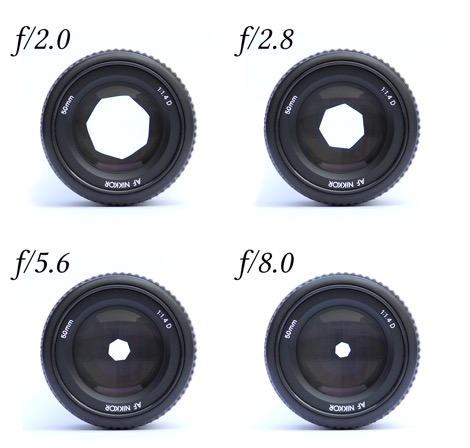 f/2.0
50mm
1:1.4 D
AF NIKKOR
f/2.8
50mm
1:1.4 D
AF NIKKOR
f/5.6
50mm
1:1.4 D
AF NIKKOR
f/8.0
50mm
1:1.4 D
AF NIKKOR